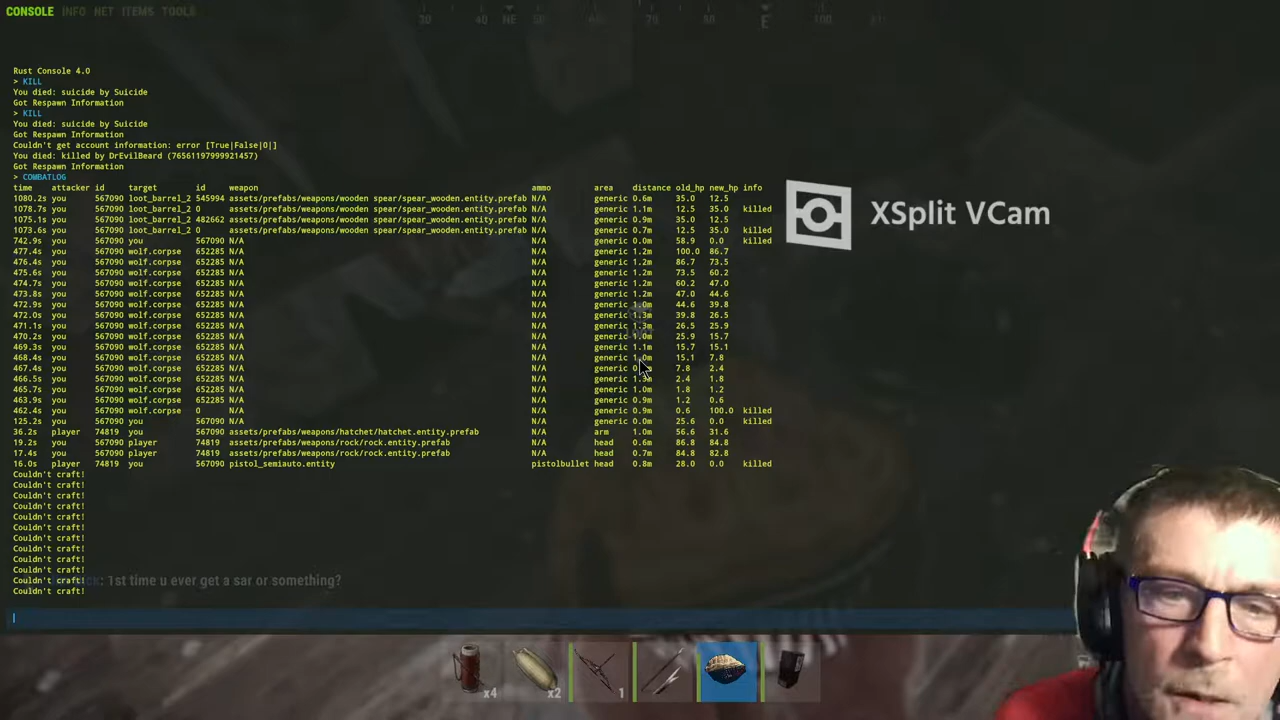 CONSOLE INFO NET ITEMS TOOLS
30 40 NE 50 60 70 80 E 100
Rust Console 4.0
> KILL
You died: suicide by Suicide
Got Respawn Information
> KILL
You died: suicide by Suicide
Got Respawn Information
Couldn't get account information: error [True|False|0|]
You died: killed by DrEvilBeard (76561197999921457)
Got Respawn Information
> COMBATLOG
time attacker id target id weapon ammo area distance old_hp new_hp info
1080.2s you 567090 loot_barrel_2 545994 assets/prefabs/weapons/wooden spear/spear_wooden.entity.prefab N/A generic 0.6m 35.0 12.5
1078.7s you 567090 loot_barrel_2 0 assets/prefabs/weapons/wooden spear/spear_wooden.entity.prefab N/A generic 1.1m 12.5 35.0 killed
1075.1s you 567090 loot_barrel_2 482662 assets/prefabs/weapons/wooden spear/spear_wooden.entity.prefab N/A generic 0.9m 35.0 12.5
1073.6s you 567090 loot_barrel_2 0 assets/prefabs/weapons/wooden spear/spear_wooden.entity.prefab N/A generic 0.7m 12.5 35.0 killed
742.9s you 567090 you 567090 N/A N/A generic 0.0m 58.9 0.0 killed
477.4s you 567090 wolf.corpse 652285 N/A N/A generic 1.2m 100.0 86.7
476.4s you 567090 wolf.corpse 652285 N/A N/A generic 1.2m 86.7 73.5
475.6s you 567090 wolf.corpse 652285 N/A N/A generic 1.2m 73.5 60.2
474.7s you 567090 wolf.corpse 652285 N/A N/A generic 1.2m 60.2 47.0
473.8s you 567090 wolf.corpse 652285 N/A N/A generic 1.2m 47.0 44.6
472.9s you 567090 wolf.corpse 652285 N/A N/A generic 1.0m 44.6 39.8
472.0s you 567090 wolf.corpse 652285 N/A N/A generic 1.3m 39.8 26.5
471.1s you 567090 wolf.corpse 652285 N/A N/A generic 1.3m 26.5 25.9
470.2s you 567090 wolf.corpse 652285 N/A N/A generic 1.0m 25.9 15.7
469.3s you 567090 wolf.corpse 652285 N/A N/A generic 1.1m 15.7 15.1
468.4s you 567090 wolf.corpse 652285 N/A N/A generic 1.0m 15.1 7.8
467.4s you 567090 wolf.corpse 652285 N/A N/A generic 7.8 2.4
466.5s you 567090 wolf.corpse 652285 N/A N/A generic 1.3m 2.4 1.8
465.7s you 567090 wolf.corpse 652285 N/A N/A generic 1.0m 1.8 1.2
463.9s you 567090 wolf.corpse 652285 N/A N/A generic 0.9m 1.2 0.6
462.4s you 567090 wolf.corpse 0 N/A N/A generic 0.9m 0.6 100.0 killed
125.2s you 567090 you 567090 N/A N/A generic 0.0m 25.6 0.0 killed
36.2s player 74819 you 567090 assets/prefabs/weapons/hatchet/hatchet.entity.prefab N/A arm 1.0m 56.6 31.6
19.2s you 567090 player 74819 assets/prefabs/weapons/rock/rock.entity.prefab N/A head 0.6m 86.8 84.8
17.4s you 567090 player 74819 assets/prefabs/weapons/rock/rock.entity.prefab N/A head 0.7m 84.8 82.8
16.0s player 74819 you 567090 pistol_semiauto.entity pistolbullet head 0.8m 28.0 0.0 killed
Couldn't craft!
Couldn't craft!
Couldn't craft!
Couldn't craft!
Couldn't craft!
Couldn't craft!
Couldn't craft!
Couldn't craft!
Couldn't craft!
Couldn't craft!
Couldn't craft!
Couldn't craft!
: 1st time u ever get a sar or something?
XSplit VCam
x4 x2 1